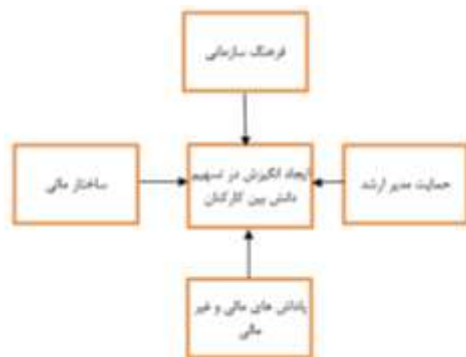 فرهنگ سازمانی
ساختار مالی
ایجاد انگیزش در تسهیم
دانش بین کارکنان
حمایت مدیر ارشد
پاداش های مالی و غیر
مالی